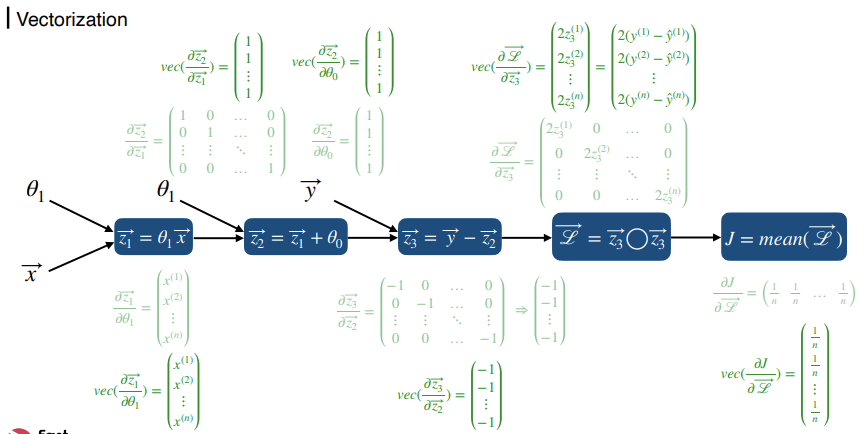 Vectorization
vec(∂z₂⃗/∂z₁⃗) = (1 1 ⋮ 1) vec(∂z₂⃗/∂θ₀) = (1 1 ⋮ 1) vec(∂ℒ⃗/∂z₃⃗) = (2z₃⁽¹⁾ 2z₃⁽²⁾ ⋮ 2z₃⁽ⁿ⁾) = (2(y⁽¹⁾ − ŷ⁽¹⁾) 2(y⁽²⁾ − ŷ⁽²⁾) ⋮ 2(y⁽ⁿ⁾ − ŷ⁽ⁿ⁾))
∂z₂⃗/∂z₁⃗ = (1 0 … 0 0 1 … 0 ⋮ ⋮ ⋱ ⋮ 0 0 … 1) ∂z₂⃗/∂θ₀ = (1 1 ⋮ 1) ∂ℒ⃗/∂z₃⃗ = (2z₃⁽¹⁾ 0 … 0 0 2z₃⁽²⁾ … 0 ⋮ ⋮ ⋱ ⋮ 0 0 … 2z₃⁽ⁿ⁾)
θ₁ θ₁ y⃗
z₁⃗ = θ₁x⃗ z₂⃗ = z₁⃗ + θ₀ z₃⃗ = y⃗ − z₂⃗ ℒ⃗ = z₃⃗ ◯ z₃⃗ J = mean(ℒ⃗)
x⃗
∂z₁⃗/∂θ₁ = (x⁽¹⁾ x⁽²⁾ ⋮ x⁽ⁿ⁾) ∂z₃⃗/∂z₂⃗ = (−1 0 … 0 0 −1 … 0 ⋮ ⋮ ⋱ ⋮ 0 0 … −1) ⇒ (−1 −1 ⋮ −1) ∂J/∂ℒ⃗ = (1/n 1/n … 1/n)
vec(∂z₁⃗/∂θ₁) = (x⁽¹⁾ x⁽²⁾ ⋮ x⁽ⁿ⁾) vec(∂z₃⃗/∂z₂⃗) = (−1 −1 ⋮ −1) vec(∂J/∂ℒ⃗) = (1/n 1/n ⋮ 1/n)